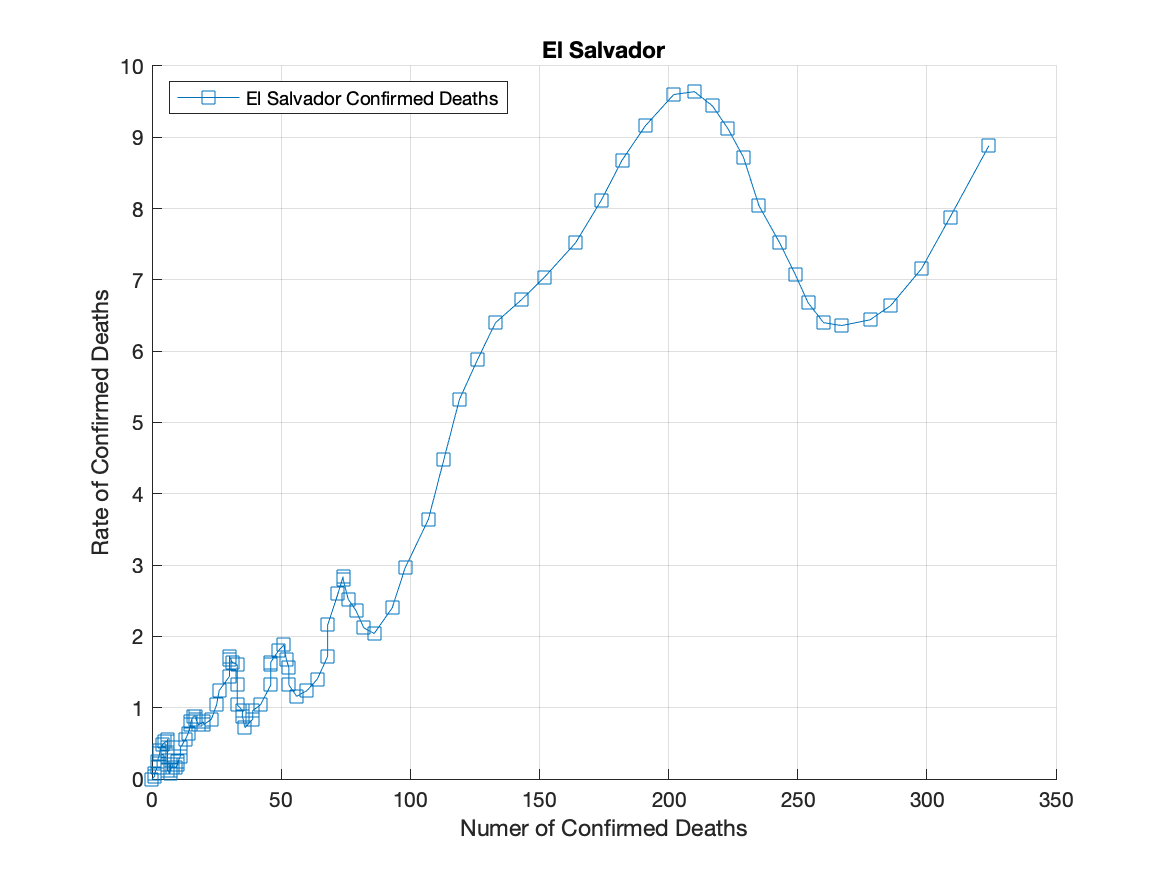 El Salvador
El Salvador Confirmed Deaths
10
9
8
7
6
5
4
3
2
1
0
Rate of Confirmed Deaths
0 50 100 150 200 250 300 350
Numer of Confirmed Deaths